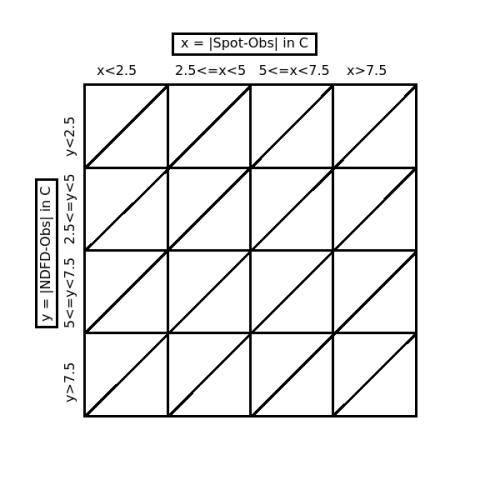 x = |Spot-Obs| in C
x<2.5 2.5<=x<5 5<=x<7.5 x>7.5
y = |NDFD-Obs| in C
y<2.5
2.5<=y<5
5<=y<7.5
y>7.5